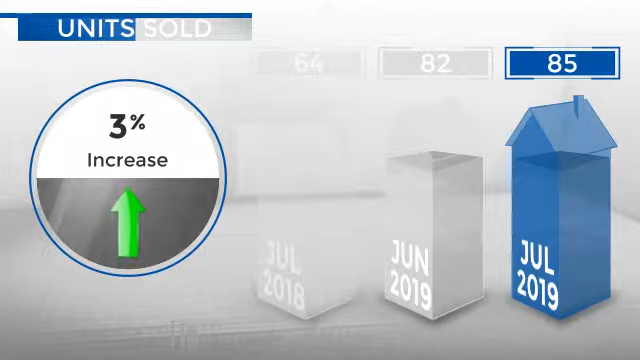 UNITS SOLD
64
82
85
3%
Increase
JUL
2018
JUN
2019
JUL
2019